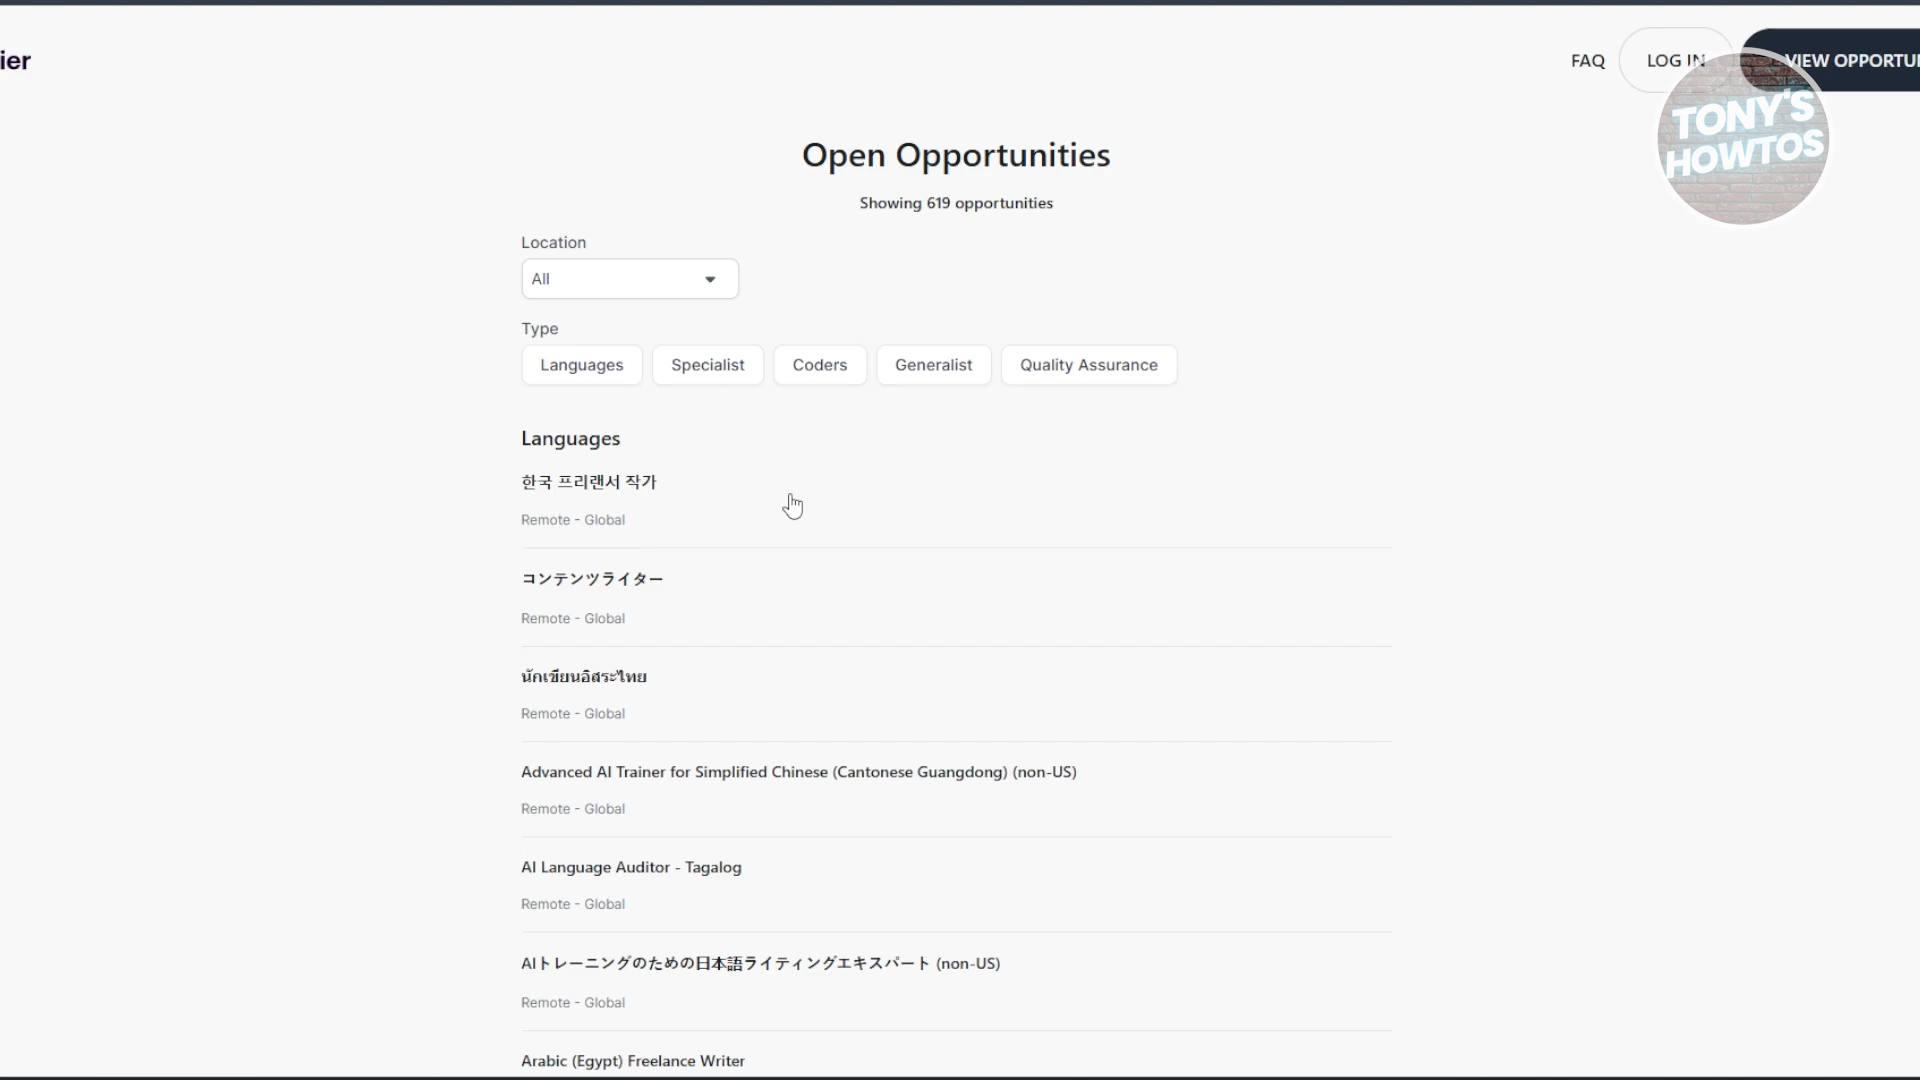 ier
FAQ
LOG IN
VIEW OPPORTU
TONY'S
HOWTOS
Open Opportunities
Showing 619 opportunities
Location
All
Type
Languages
Specialist
Coders
Generalist
Quality Assurance
Languages
한국 프리랜서 작가
Remote - Global
コンテンツライター
Remote - Global
นักเขียนอิสระไทย
Remote - Global
Advanced AI Trainer for Simplified Chinese (Cantonese Guangdong) (non-US)
Remote - Global
AI Language Auditor - Tagalog
Remote - Global
AIトレーニングのための日本語ライティングエキスパート (non-US)
Remote - Global
Arabic (Egypt) Freelance Writer